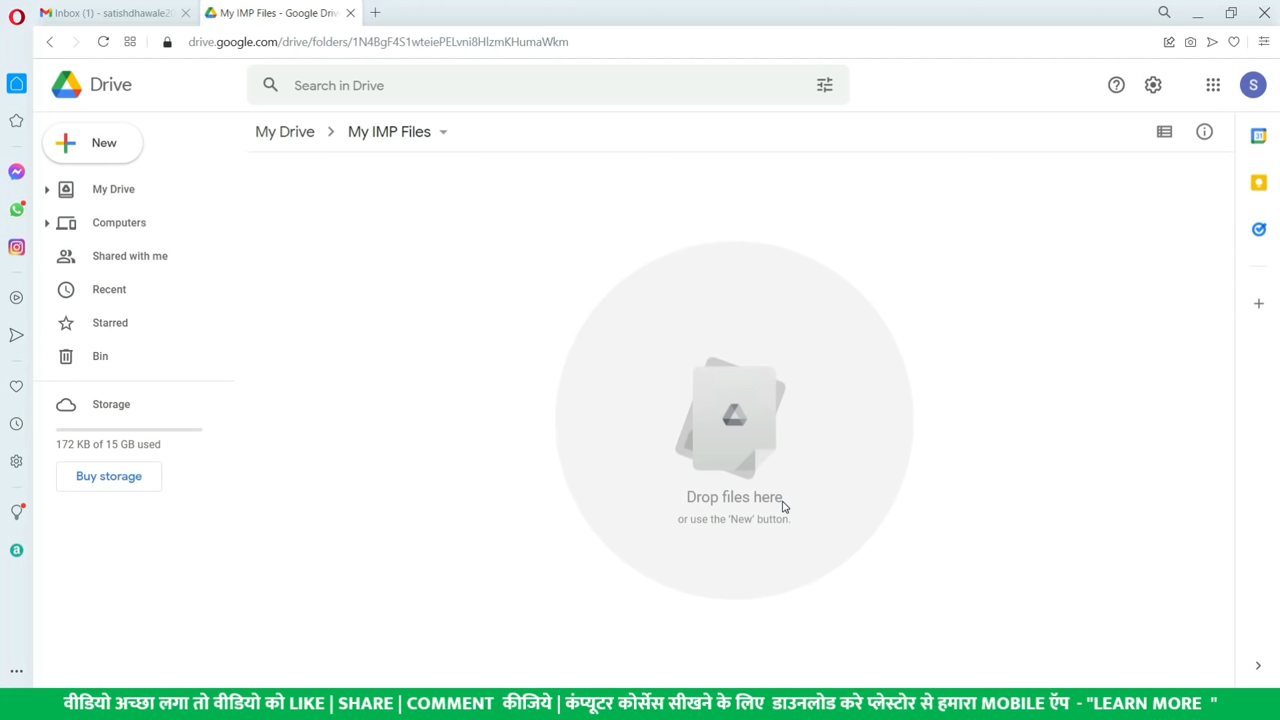 Inbox (1) - satishdhawale2
My IMP Files - Google Driv
drive.google.com/drive/folders/1N4BgF4S1wteiePELvni8HlzmKHumaWkm
Drive
Search in Drive
S
New
My Drive
My IMP Files
My Drive
Computers
Shared with me
Recent
Starred
Bin
Storage
172 KB of 15 GB used
Buy storage
Drop files here
or use the 'New' button.
वीडियो अच्छा लगा तो वीडियो को LIKE | SHARE | COMMENT कीजिये | कंप्यूटर कोर्सेस सीखने के लिए डाउनलोड करे प्लेस्टोर से हमारा MOBILE ऍप - "LEARN MORE "